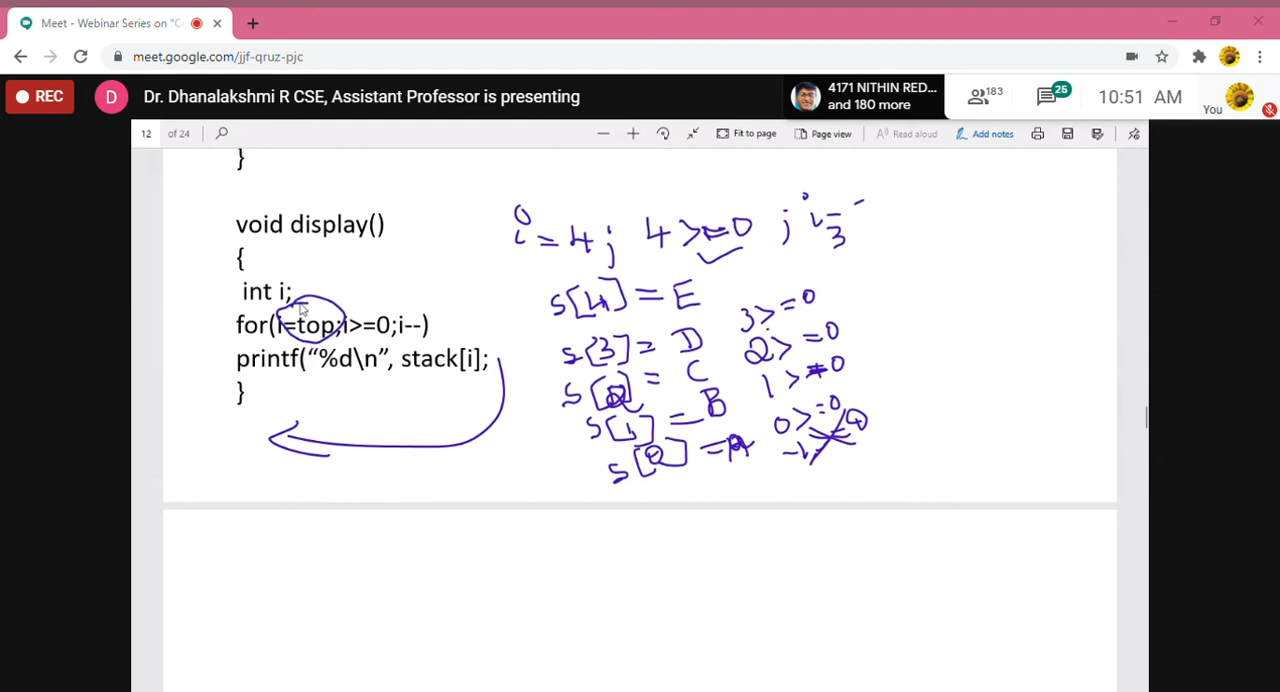 Meet - Webinar Series on "C
meet.google.com/jjf-qruz-pjc
REC
D
Dr. Dhanalakshmi R CSE, Assistant Professor is presenting
4171 NITHIN RED...
and 180 more
183
25
10:51 AM
You
12 of 24
Fit to page
Page view
Read aloud
Add notes
}
void display()
{
int i;
for(i=top;i>=0;i--)
printf(“%d\n”, stack[i];
}
i = 4; 4 >= 0 ; i--
3
s[4] = E
s[3] = D
s[2] = C
s[1] = B
s[0] = A
3 >= 0
2 >= 0
1 > = 0
0 >= 0